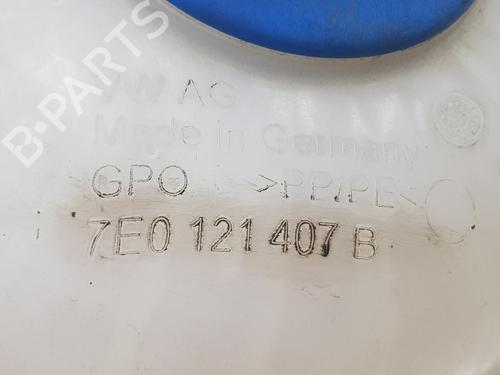 B-PARTS
VW AG
Made in Germany
GPO >PP/PE<
7E0 121 407 B